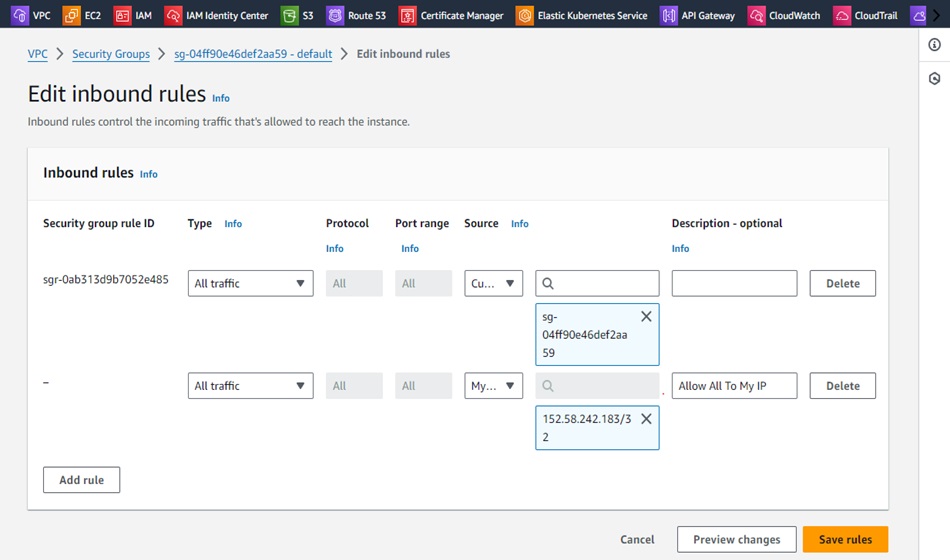 VPC EC2 IAM IAM Identity Center S3 Route 53 Certificate Manager Elastic Kubernetes Service API Gateway CloudWatch CloudTrail
VPC Security Groups sg-04ff90e46def2aa59 - default Edit inbound rules
Edit inbound rules Info
Inbound rules control the incoming traffic that's allowed to reach the instance.
Inbound rules Info
Security group rule ID Type Info Protocol Port range Source Info Description - optional
Info Info Info
sgr-0ab313d9b7052e485 All traffic All All Cu... Delete
sg-
04ff90e46def2aa
59
– All traffic All All My... . Allow All To My IP Delete
152.58.242.183/3
2
Add rule
Cancel Preview changes Save rules